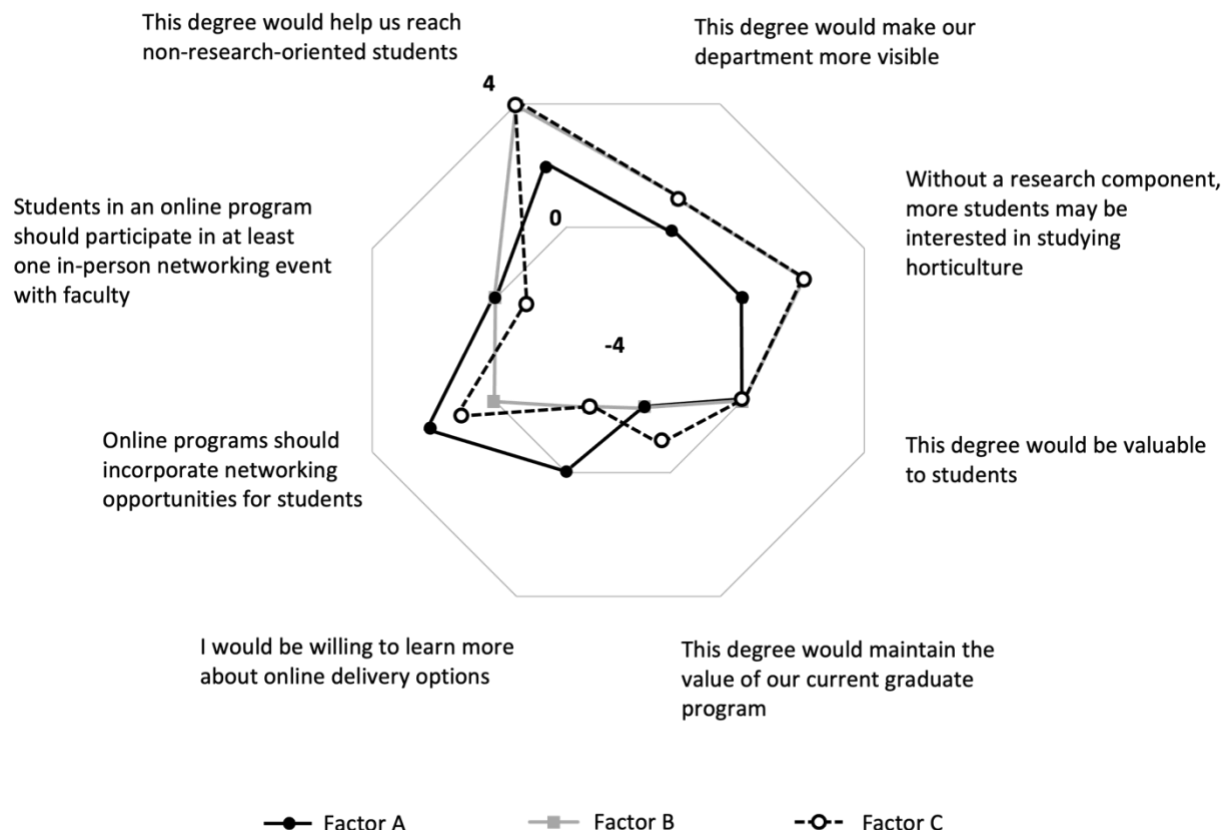 This degree would help us reach
non-research-oriented students
This degree would make our
department more visible
4
Without a research component,
more students may be
interested in studying
horticulture
Students in an online program
should participate in at least
one in-person networking event
with faculty
0
-4
Online programs should
incorporate networking
opportunities for students
This degree would be valuable
to students
I would be willing to learn more
about online delivery options
This degree would maintain the
value of our current graduate
program
Factor A
Factor B
Factor C